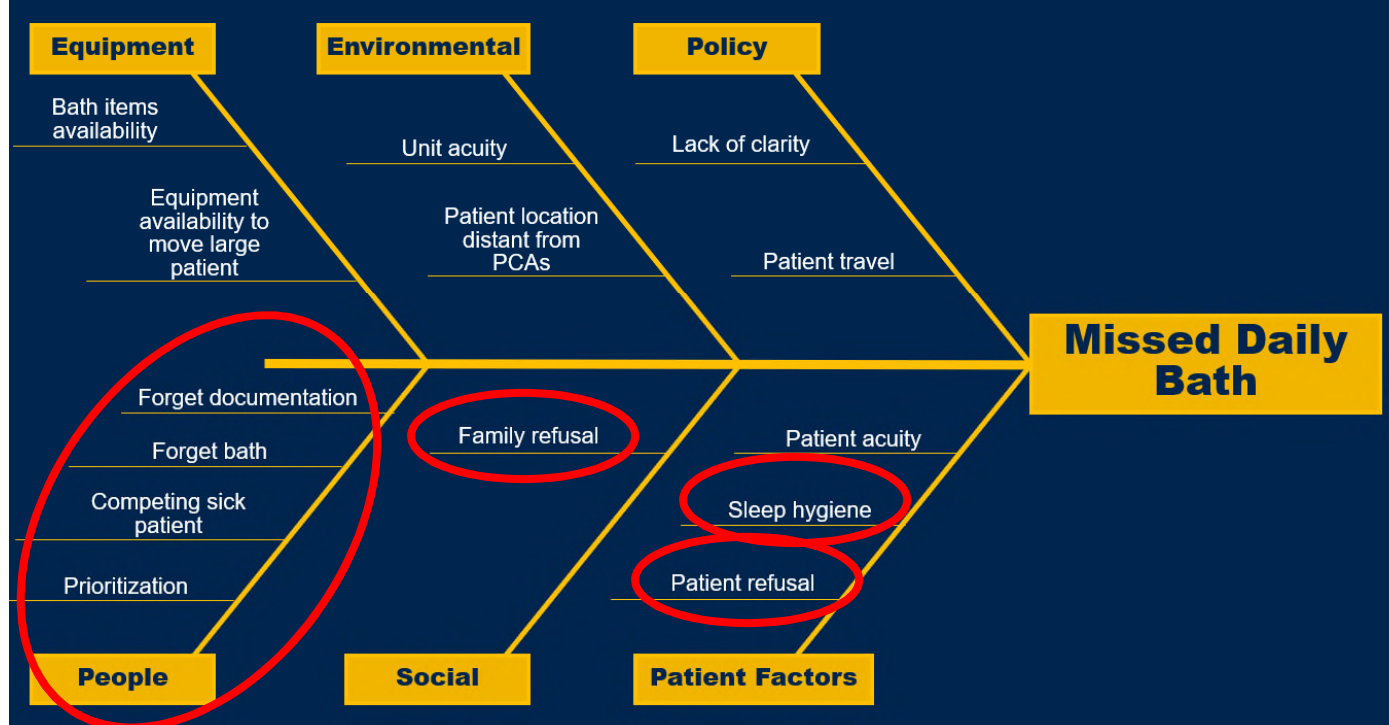 Equipment
Environmental
Policy
Bath items
availability
Unit acuity
Lack of clarity
Equipment
availability to
move large
patient
Patient location
distant from
PCAs
Patient travel
Missed Daily
Bath
Forget documentation
Forget bath
Competing sick
patient
Prioritization
Family refusal
Patient acuity
Sleep hygiene
Patient refusal
People
Social
Patient Factors